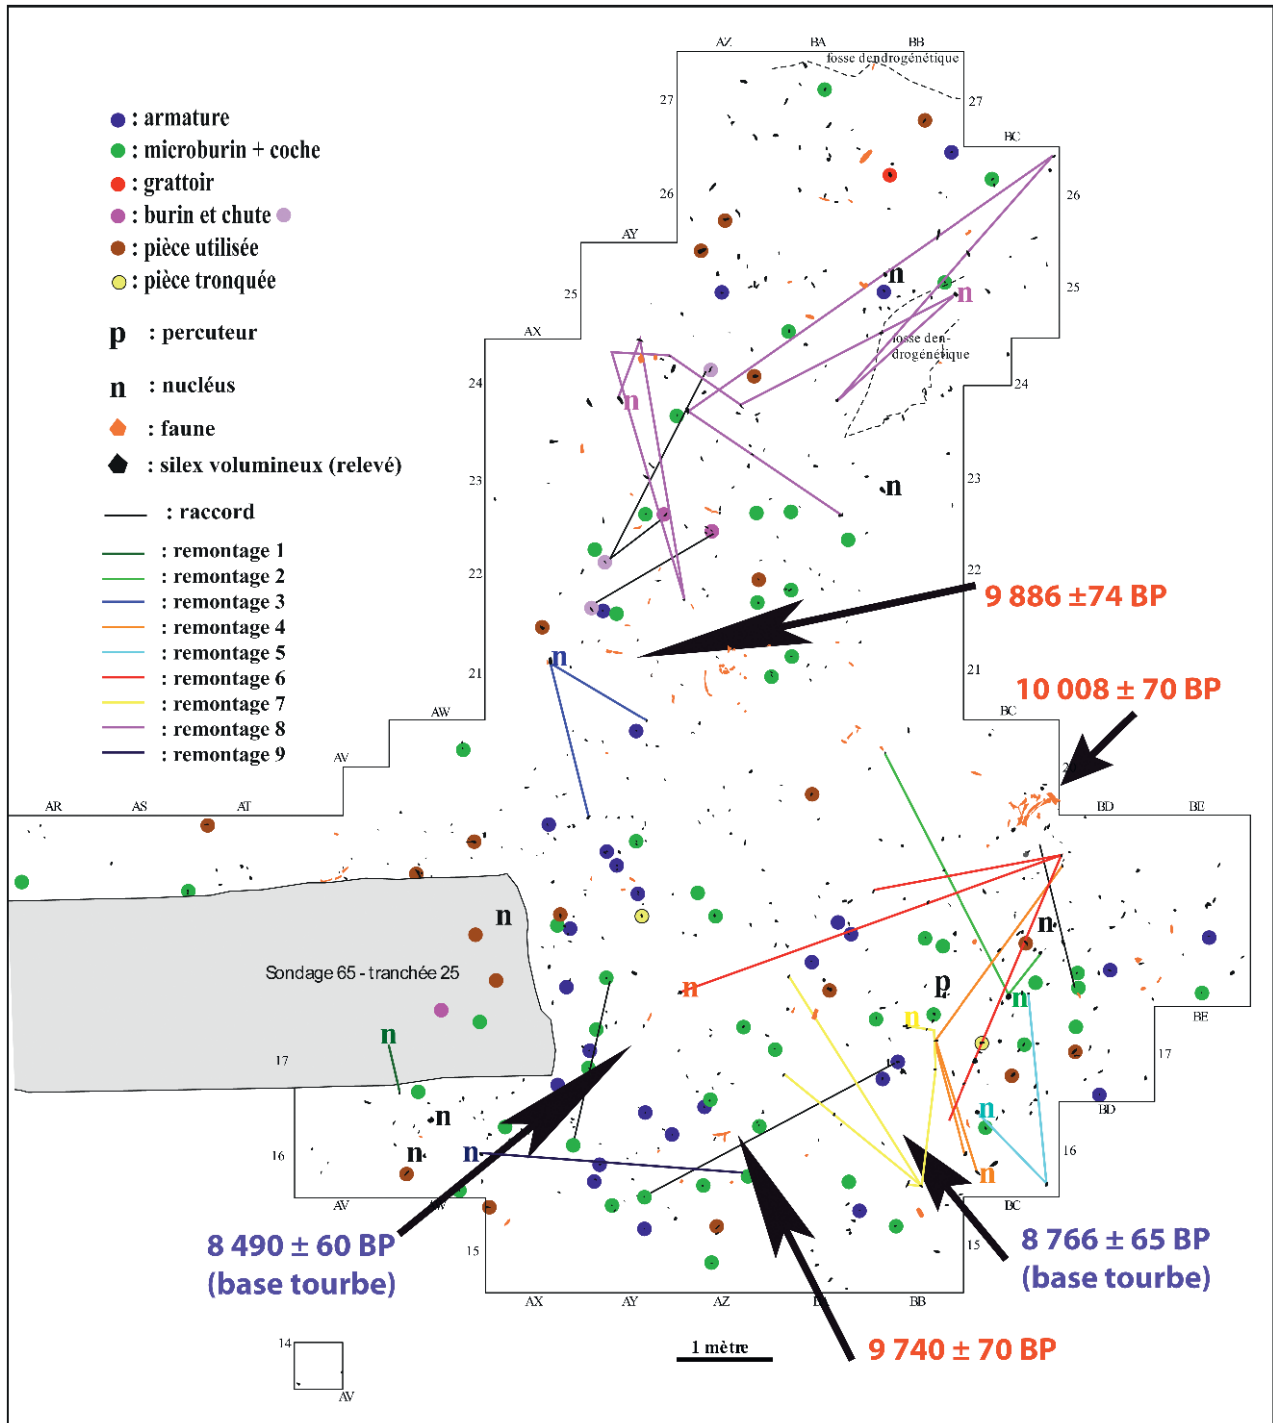 AZ BA BB
fosse dendrogénétique
27 27
: armature
: microburin + coche
: grattoir
: burin et chute
: pièce utilisée
: pièce tronquée
p : percuteur
n : nucléus
: faune
: silex volumineux (relevé)
: raccord
: remontage 1
: remontage 2
: remontage 3
: remontage 4
: remontage 5
: remontage 6
: remontage 7
: remontage 8
: remontage 9
BC
26 26
AY
n
25 n 25
AX
fosse den-
drogénétique
24 24
n
23 n 23
22 22
9 886 ±74 BP
n
21 21
10 008 ± 70 BP
AW BC
AV
AR AS AT BD BE
n n
Sondage 65 - tranchée 25
n p n
n
n
BE
17 17
n
n
BD
16 n n n 16
AV BC
8 490 ± 60 BP
(base tourbe)
15 15
8 766 ± 65 BP
(base tourbe)
AX AY AZ BB
14
1 mètre
9 740 ± 70 BP
AV